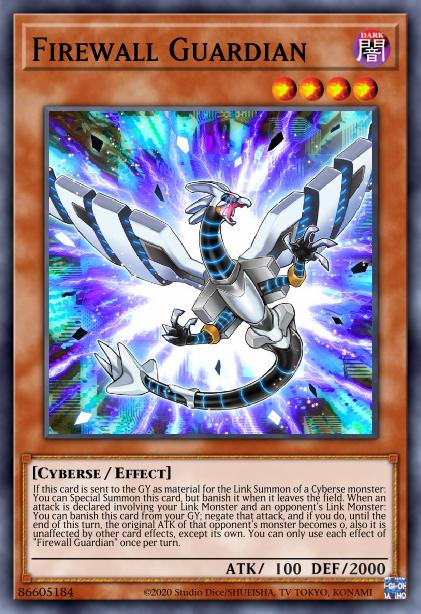 Firewall Guardian
DARK
闇
[Cyberse / Effect]
If this card is sent to the GY as material for the Link Summon of a Cyberse monster:
You can Special Summon this card, but banish it when it leaves the field. When an
attack is declared involving your Link Monster and an opponent's Link Monster:
You can banish this card from your GY; negate that attack, and if you do, until the
end of this turn, the original ATK of that opponent's monster becomes 0, also it is
unaffected by other card effects, except its own. You can only use each effect of
"Firewall Guardian" once per turn.
ATK/ 100 DEF/2000
86605184 ©2020 Studio Dice/SHUEISHA, TV TOKYO, KONAMI